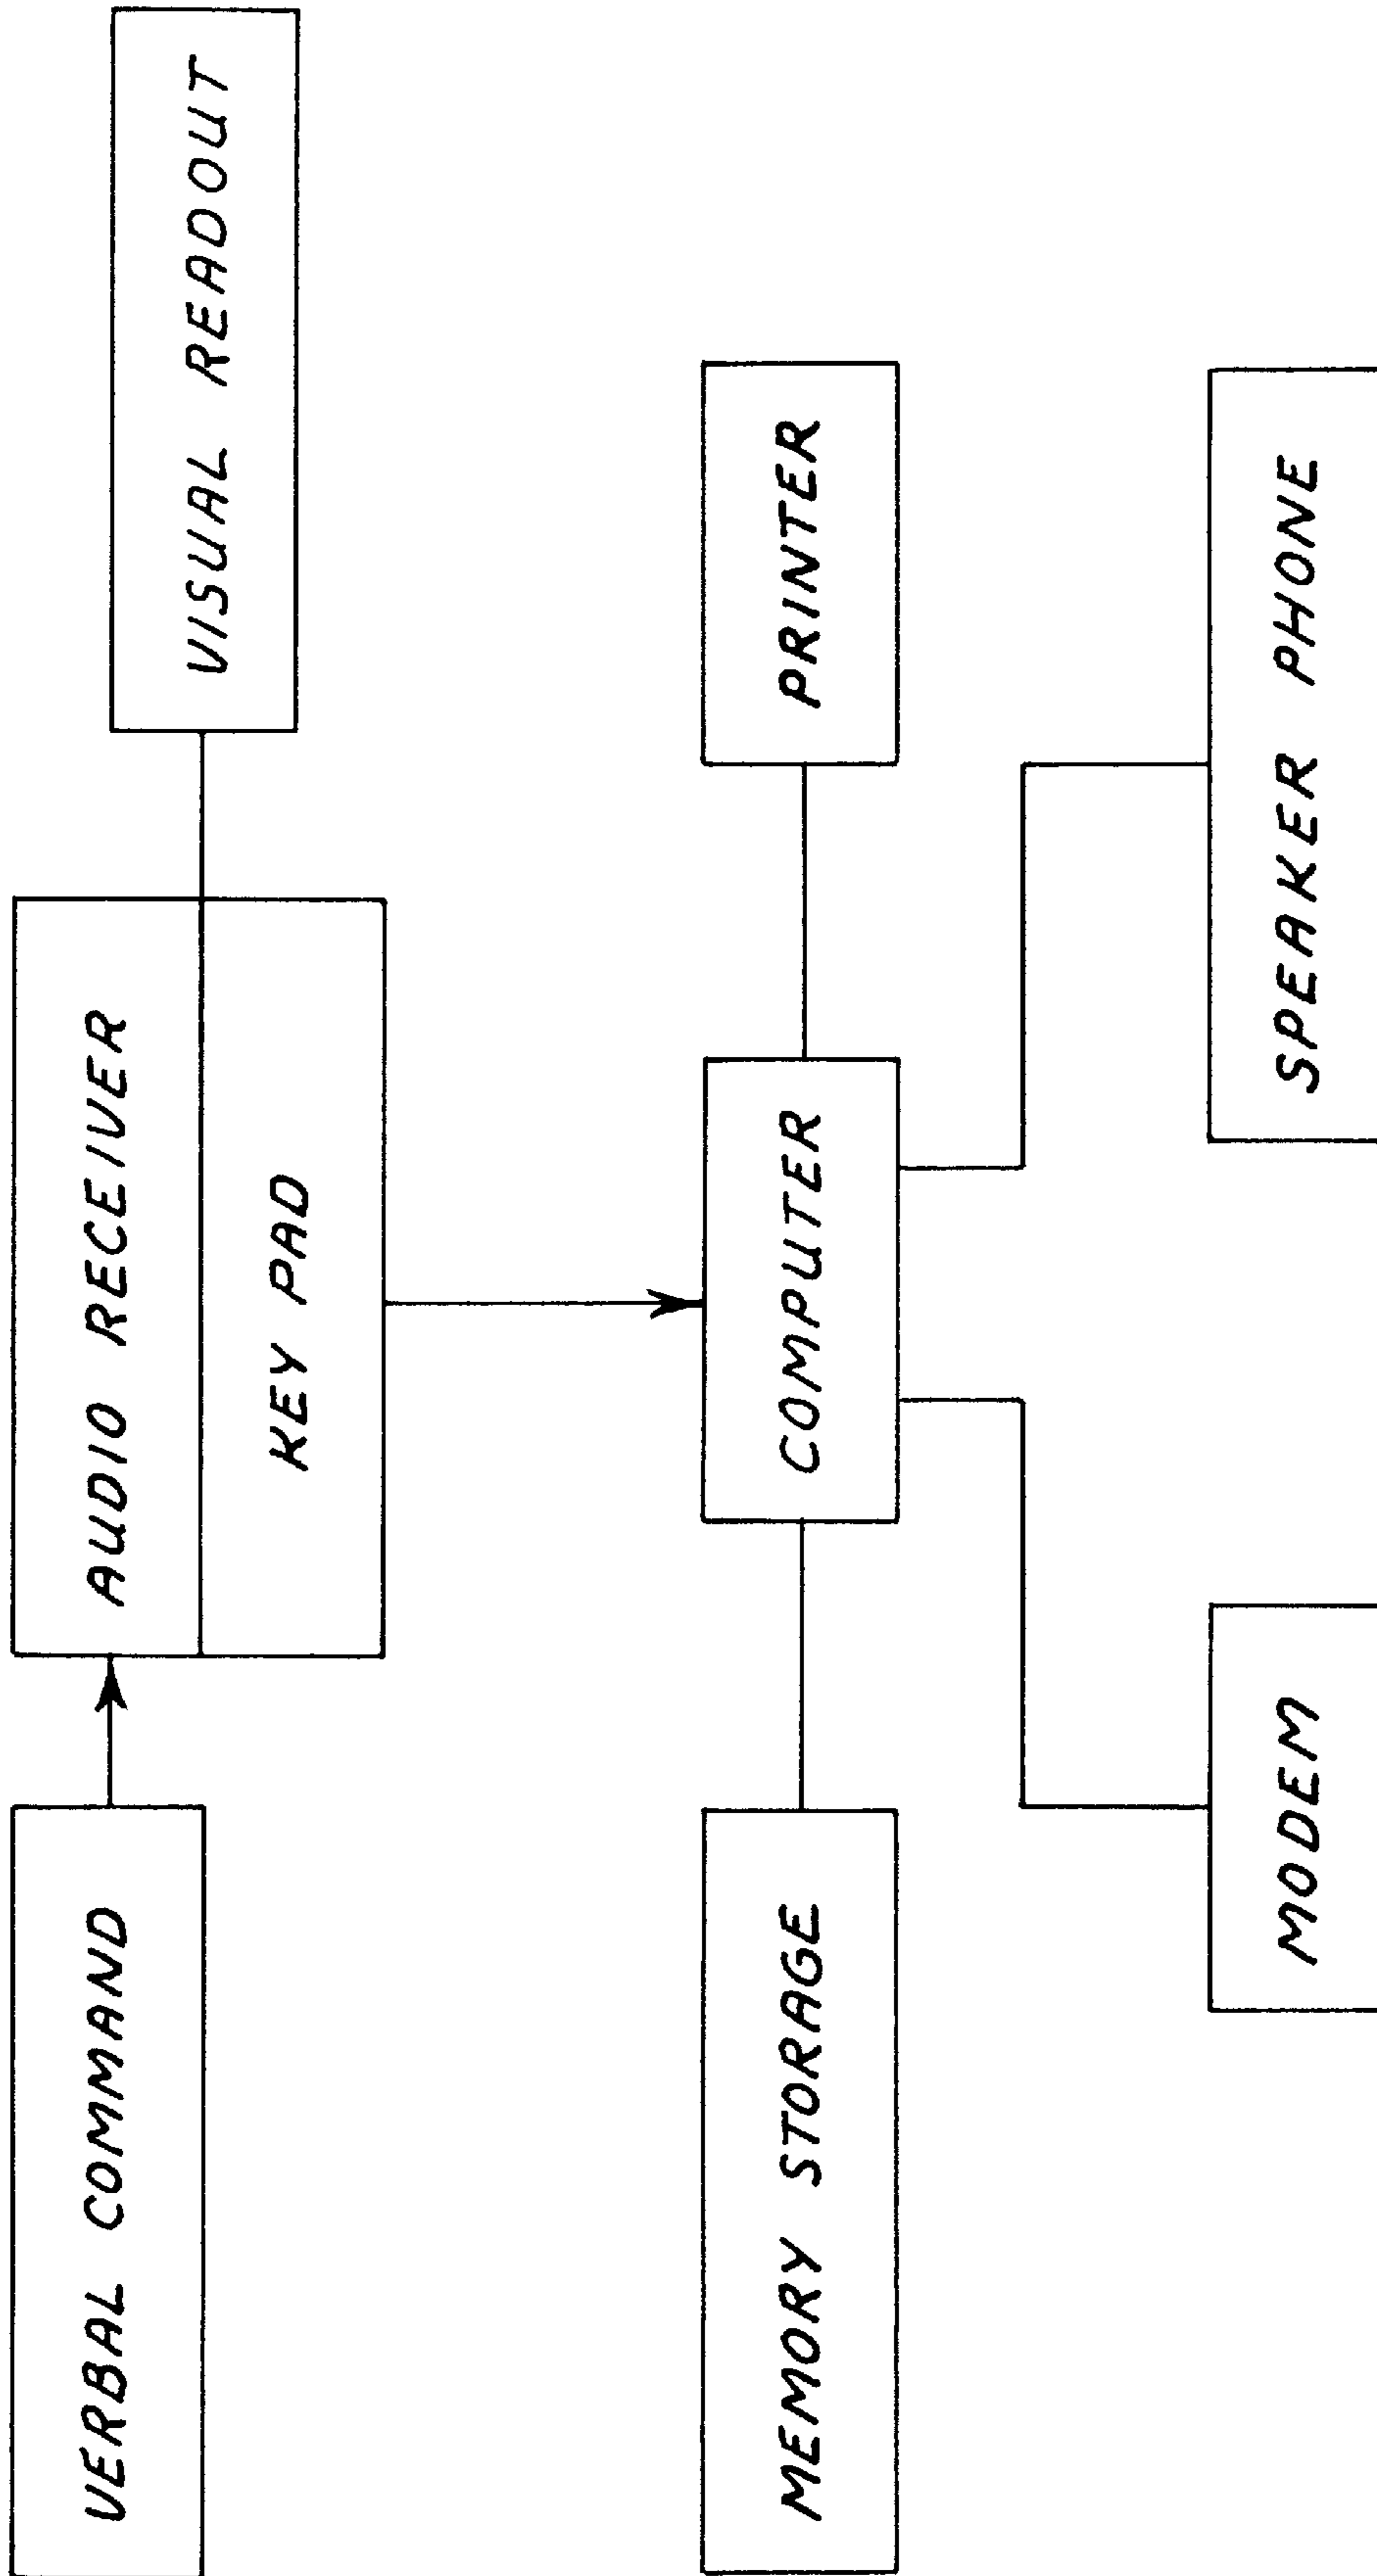 VERBAL COMMAND
AUDIO RECEIVER
KEY PAD
VISUAL READOUT
MEMORY STORAGE
COMPUTER
PRINTER
MODEM
SPEAKER PHONE